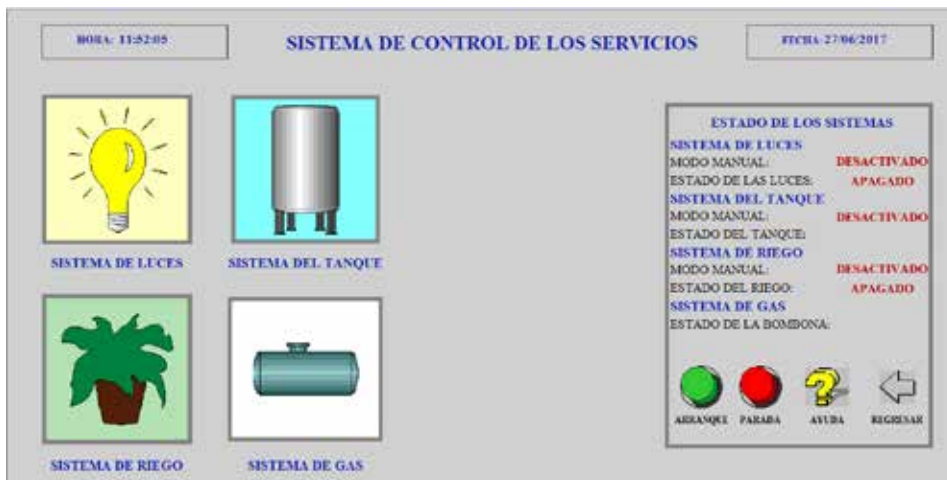 HORA: 11:52:05
SISTEMA DE CONTROL DE LOS SERVICIOS
FECHA: 27/06/2017
SISTEMA DE LUCES
SISTEMA DEL TANQUE
SISTEMA DE RIEGO
SISTEMA DE GAS
ESTADO DE LOS SISTEMAS
SISTEMA DE LUCES
MODO MANUAL: DESACTIVADO
ESTADO DE LAS LUCES: APAGADO
SISTEMA DEL TANQUE
MODO MANUAL: DESACTIVADO
ESTADO DEL TANQUE:
SISTEMA DE RIEGO
MODO MANUAL: DESACTIVADO
ESTADO DEL RIEGO: APAGADO
SISTEMA DE GAS
ESTADO DE LA BOMBONA:
ARRANQUE PARADA AYUDA REGRESAR